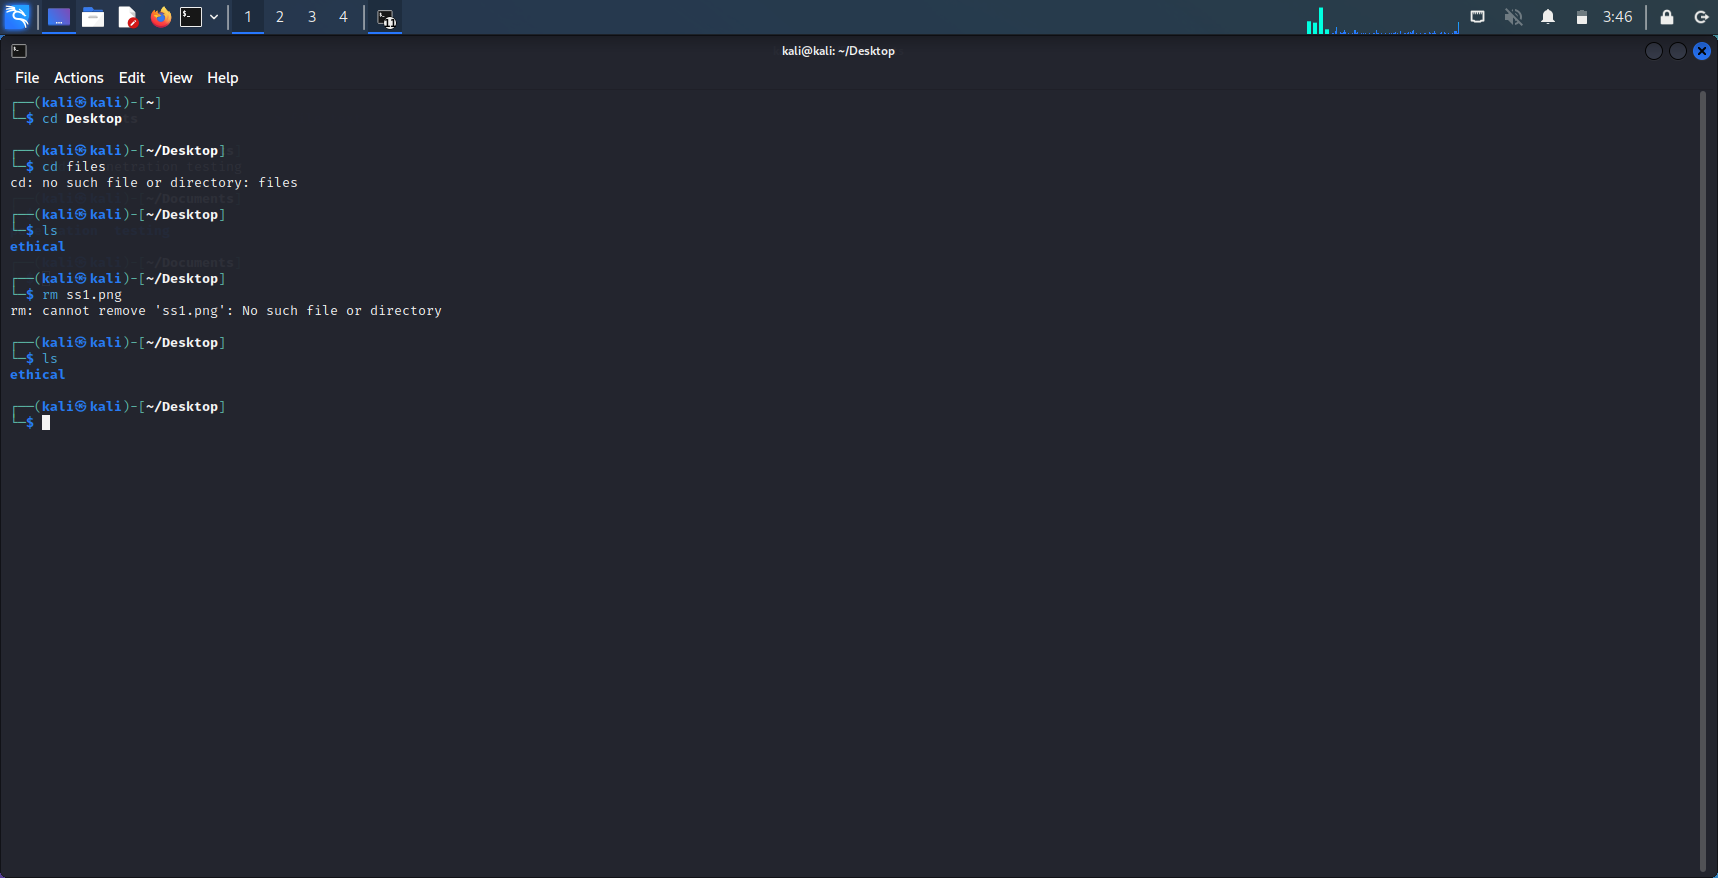 1 2 3 4 3:46
kali@kali: ~/Desktop
File Actions Edit View Help
┌──(kali㉿kali)-[~]
└─$ cd Desktop
┌──(kali㉿kali)-[~/Desktop]
└─$ cd files
cd: no such file or directory: files
┌──(kali㉿kali)-[~/Desktop]
└─$ ls
ethical
┌──(kali㉿kali)-[~/Desktop]
└─$ rm ss1.png
rm: cannot remove 'ss1.png': No such file or directory
┌──(kali㉿kali)-[~/Desktop]
└─$ ls
ethical
┌──(kali㉿kali)-[~/Desktop]
└─$